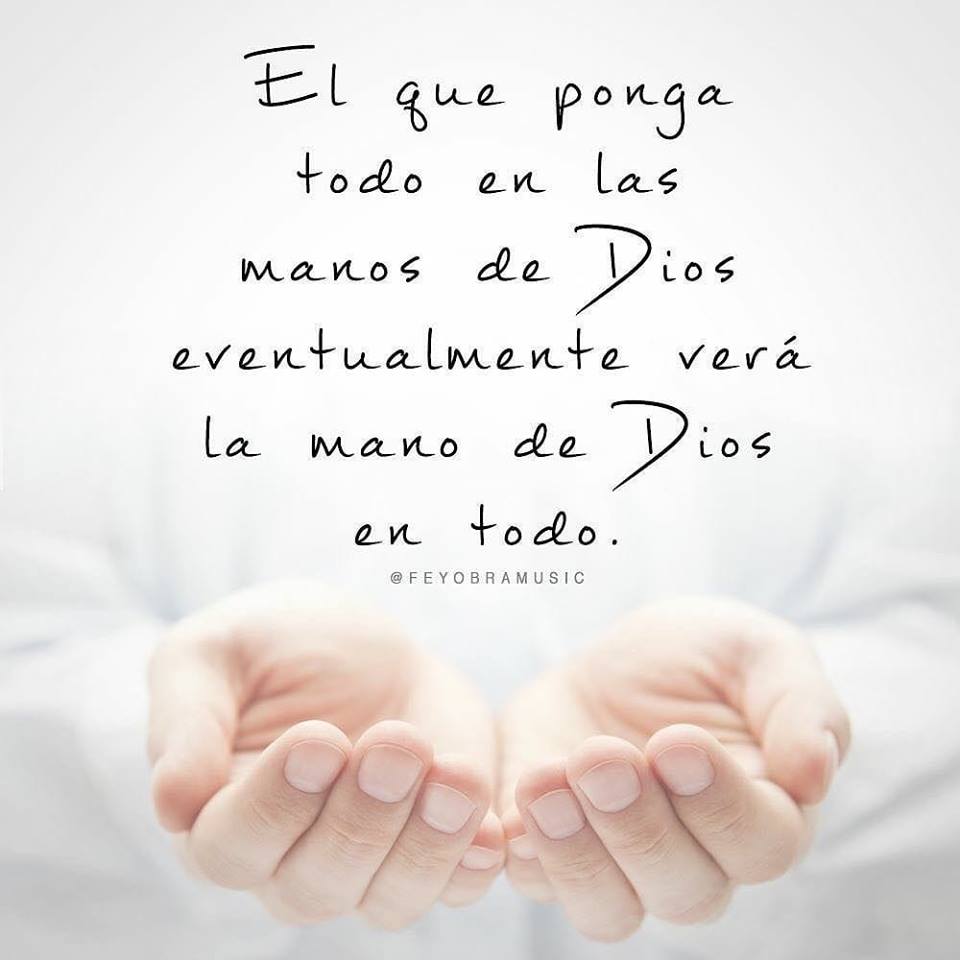 El que ponga
todo en las
manos de Dios
eventualmente verá
la mano de Dios
en todo.
@FEYOBRAMUSIC